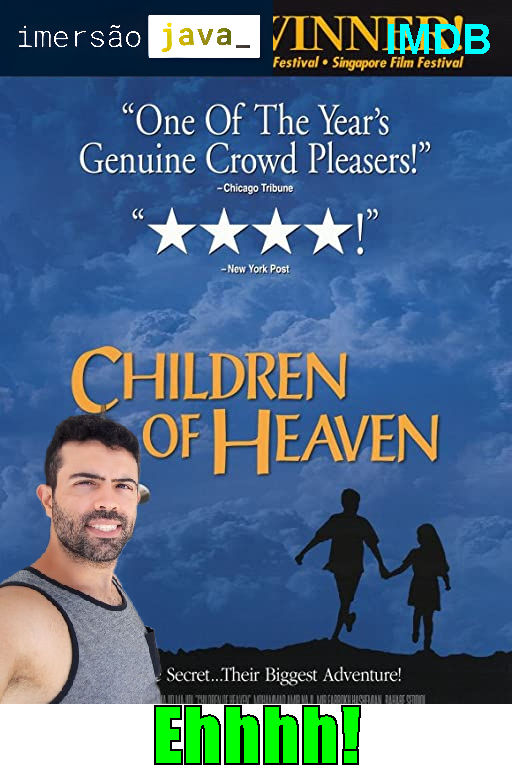 imersão java_
WINNER! IMDB
Festival • Singapore Film Festival
“One Of The Year’s
Genuine Crowd Pleasers!”
–Chicago Tribune
“★★★★!”
–New York Post
CHILDREN
OF HEAVEN
Secret...Their Biggest Adventure!
Ehhhh!